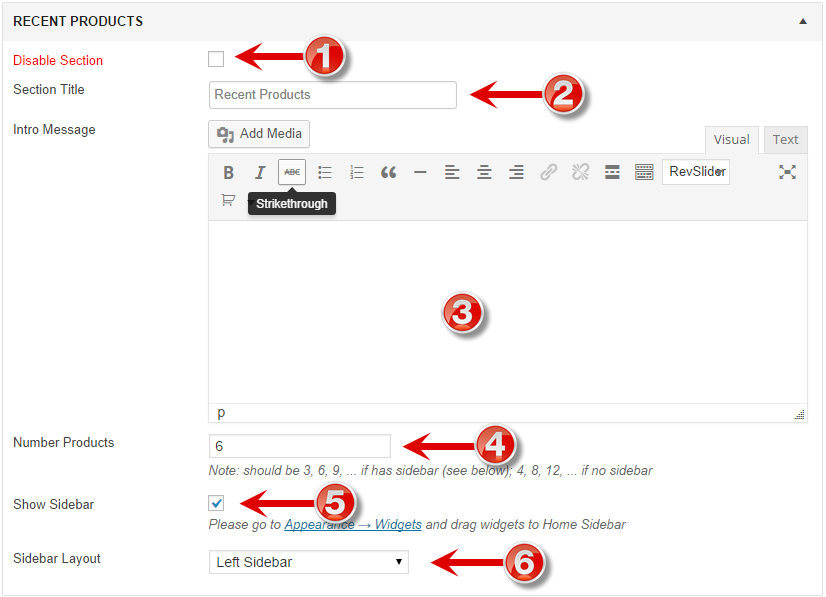 RECENT PRODUCTS
Disable Section
1
Section Title
Recent Products
2
Intro Message
Add Media
Visual
Text
B I ABC RevSlider
Strikethrough
3
p
Number Products
6
4
Note: should be 3, 6, 9, ... if has sidebar (see below); 4, 8, 12, ... if no sidebar
Show Sidebar
5
Please go to Appearance → Widgets and drag widgets to Home Sidebar
Sidebar Layout
Left Sidebar
6